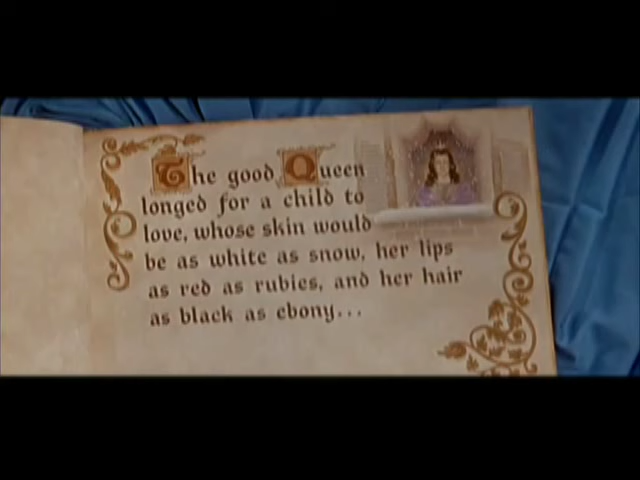 The good Queen
longed for a child to
love, whose skin would
be as white as snow, her lips
as red as rubies, and her hair
as black as ebony...